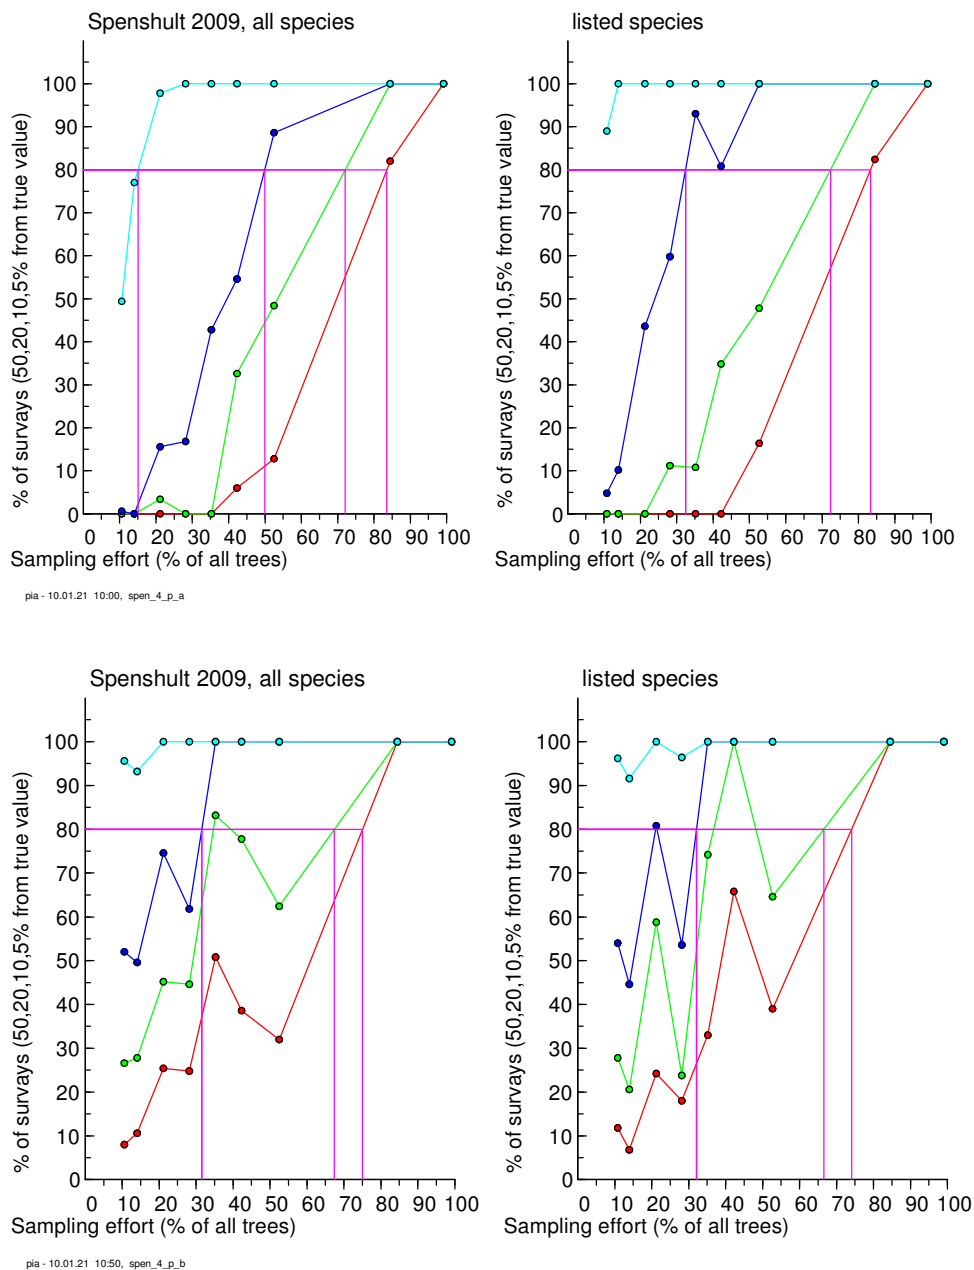 Spenshult 2009, all species
listed species
% of survays (50,20,10,5% from true value)
100
90
80
70
60
50
40
30
20
10
0
0 10 20 30 40 50 60 70 80 90 100
Sampling effort (% of all trees)
% of survays (50,20,10,5% from true value)
100
90
80
70
60
50
40
30
20
10
0
0 10 20 30 40 50 60 70 80 90 100
Sampling effort (% of all trees)
pia - 10.01.21 10:00, spen_4_p_a
Spenshult 2009, all species
listed species
% of survays (50,20,10,5% from true value)
100
90
80
70
60
50
40
30
20
10
0
0 10 20 30 40 50 60 70 80 90 100
Sampling effort (% of all trees)
% of survays (50,20,10,5% from true value)
100
90
80
70
60
50
40
30
20
10
0
0 10 20 30 40 50 60 70 80 90 100
Sampling effort (% of all trees)
pia - 10.01.21 10:50, spen_4_p_b